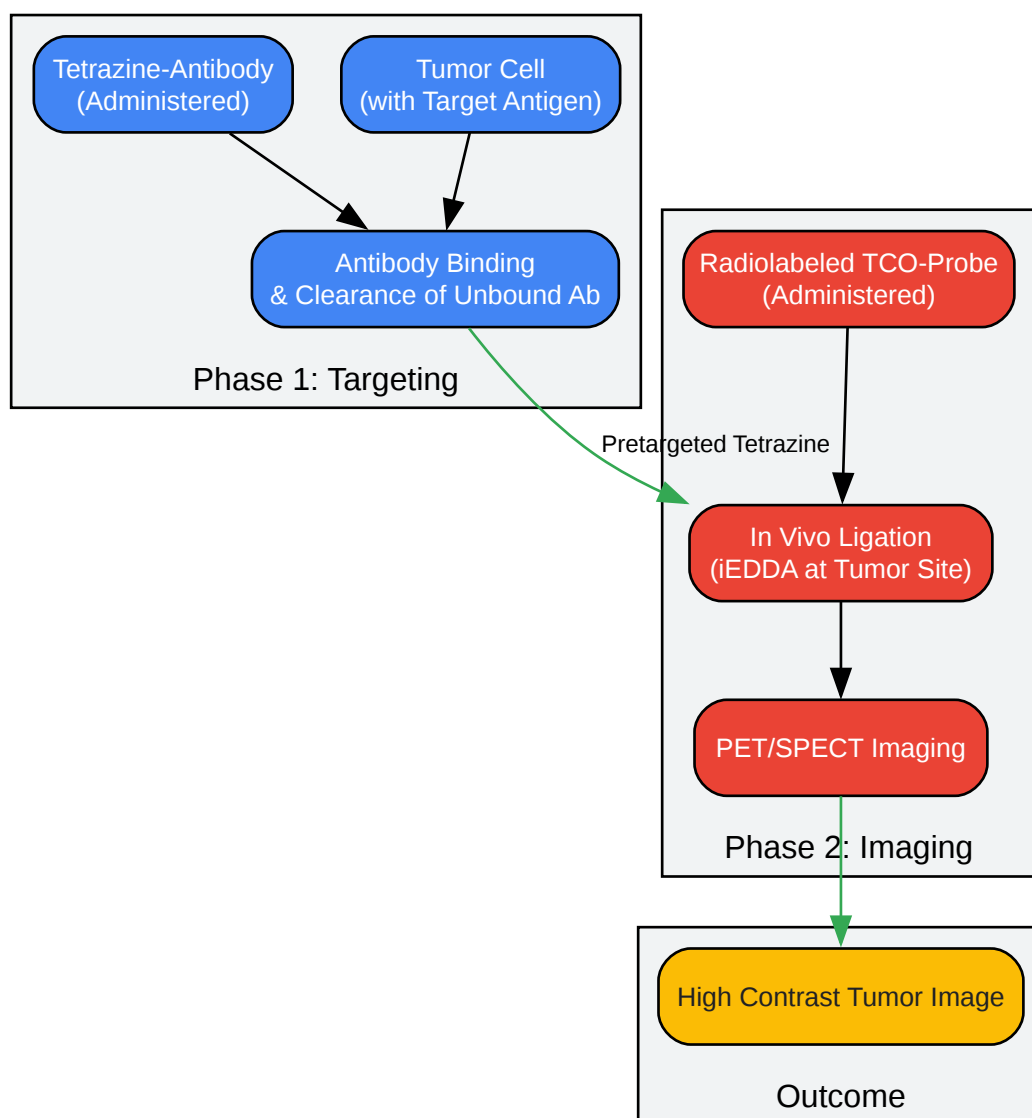 Tetrazine-Antibody
(Administered)
Tumor Cell
(with Target Antigen)
Antibody Binding
& Clearance of Unbound Ab
Phase 1: Targeting
Radiolabeled TCO-Probe
(Administered)
Pretargeted Tetrazine
In Vivo Ligation
(iEDDA at Tumor Site)
PET/SPECT Imaging
Phase 2: Imaging
High Contrast Tumor Image
Outcome